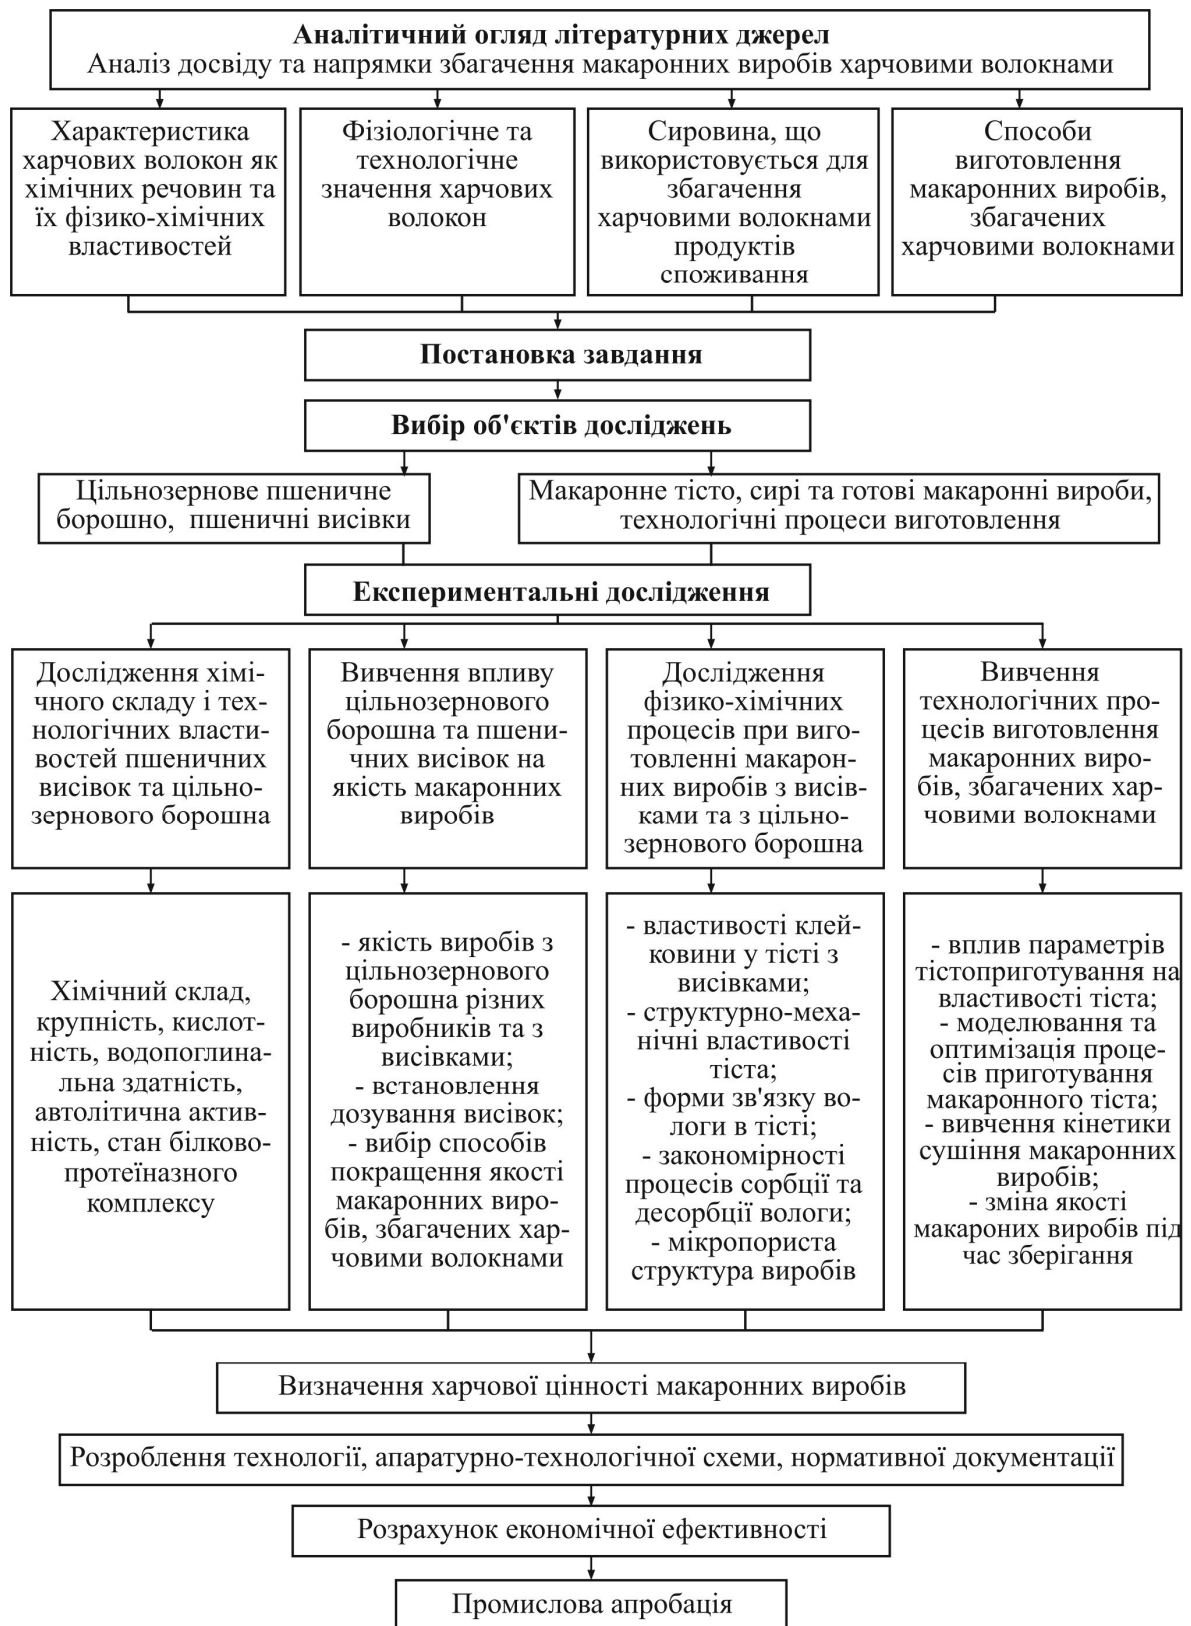 Аналітичний огляд літературних джерел
Аналіз досвіду та напрямки збагачення макаронних виробів харчовими волокнами
Характеристика
харчових волокон як
хімічних речовин та
їх фізико-хімічних
властивостей
Фізіологічне та
технологічне
значення харчових
волокон
Сировина, що
використовується для
збагачення
харчовими волокнами
продуктів
споживання
Способи
виготовлення
макаронних виробів,
збагачених
харчовими волокнами
Постановка завдання
Вибір об'єктів досліджень
Цільнозернове пшеничне
борошно, пшеничні висівки
Макаронне тісто, сирі та готові макаронні вироби,
технологічні процеси виготовлення
Експериментальні дослідження
Дослідження хімі-
чного складу і тех-
нологічних власти-
востей пшеничних
висівок та цільно-
зернового борошна
Вивчення впливу
цільнозернового
борошна та пшени-
чних висівок на
якість макаронних
виробів
Дослідження
фізико-хімічних
процесів при виго-
товленні макарон-
них виробів з висів-
ками та з цільно-
зернового борошна
Вивчення
технологічних про-
цесів виготовлення
макаронних виро-
бів, збагачених хар-
човими волокнами
Хімічний склад,
крупність, кислот-
ність, водопоглина-
льна здатність,
автолітична актив-
ність, стан білково-
протеїназного
комплексу
- якість виробів з
цільнозернового
борошна різних
виробників та з
висівками;
- встановлення
дозування висівок;
- вибір способів
покращення якості
макаронних виро-
бів, збагачених хар-
човими волокнами
- властивості клей-
ковини у тісті з
висівками;
- структурно-меха-
нічні властивості
тіста;
- форми зв'язку во-
логи в тісті;
- закономірності
процесів сорбції та
десорбції вологи;
- мікропориста
структура виробів
- вплив параметрів
тістоприготування на
властивості тіста;
- моделювання та
оптимізація проце-
сів приготування
макаронного тіста;
- вивчення кінетики
сушіння макаронних
виробів;
- зміна якості
макароних виробів під
час зберігання
Визначення харчової цінності макаронних виробів
Розроблення технології, апаратурно-технологічної схеми, нормативної документації
Розрахунок економічної ефективності
Промислова апробація